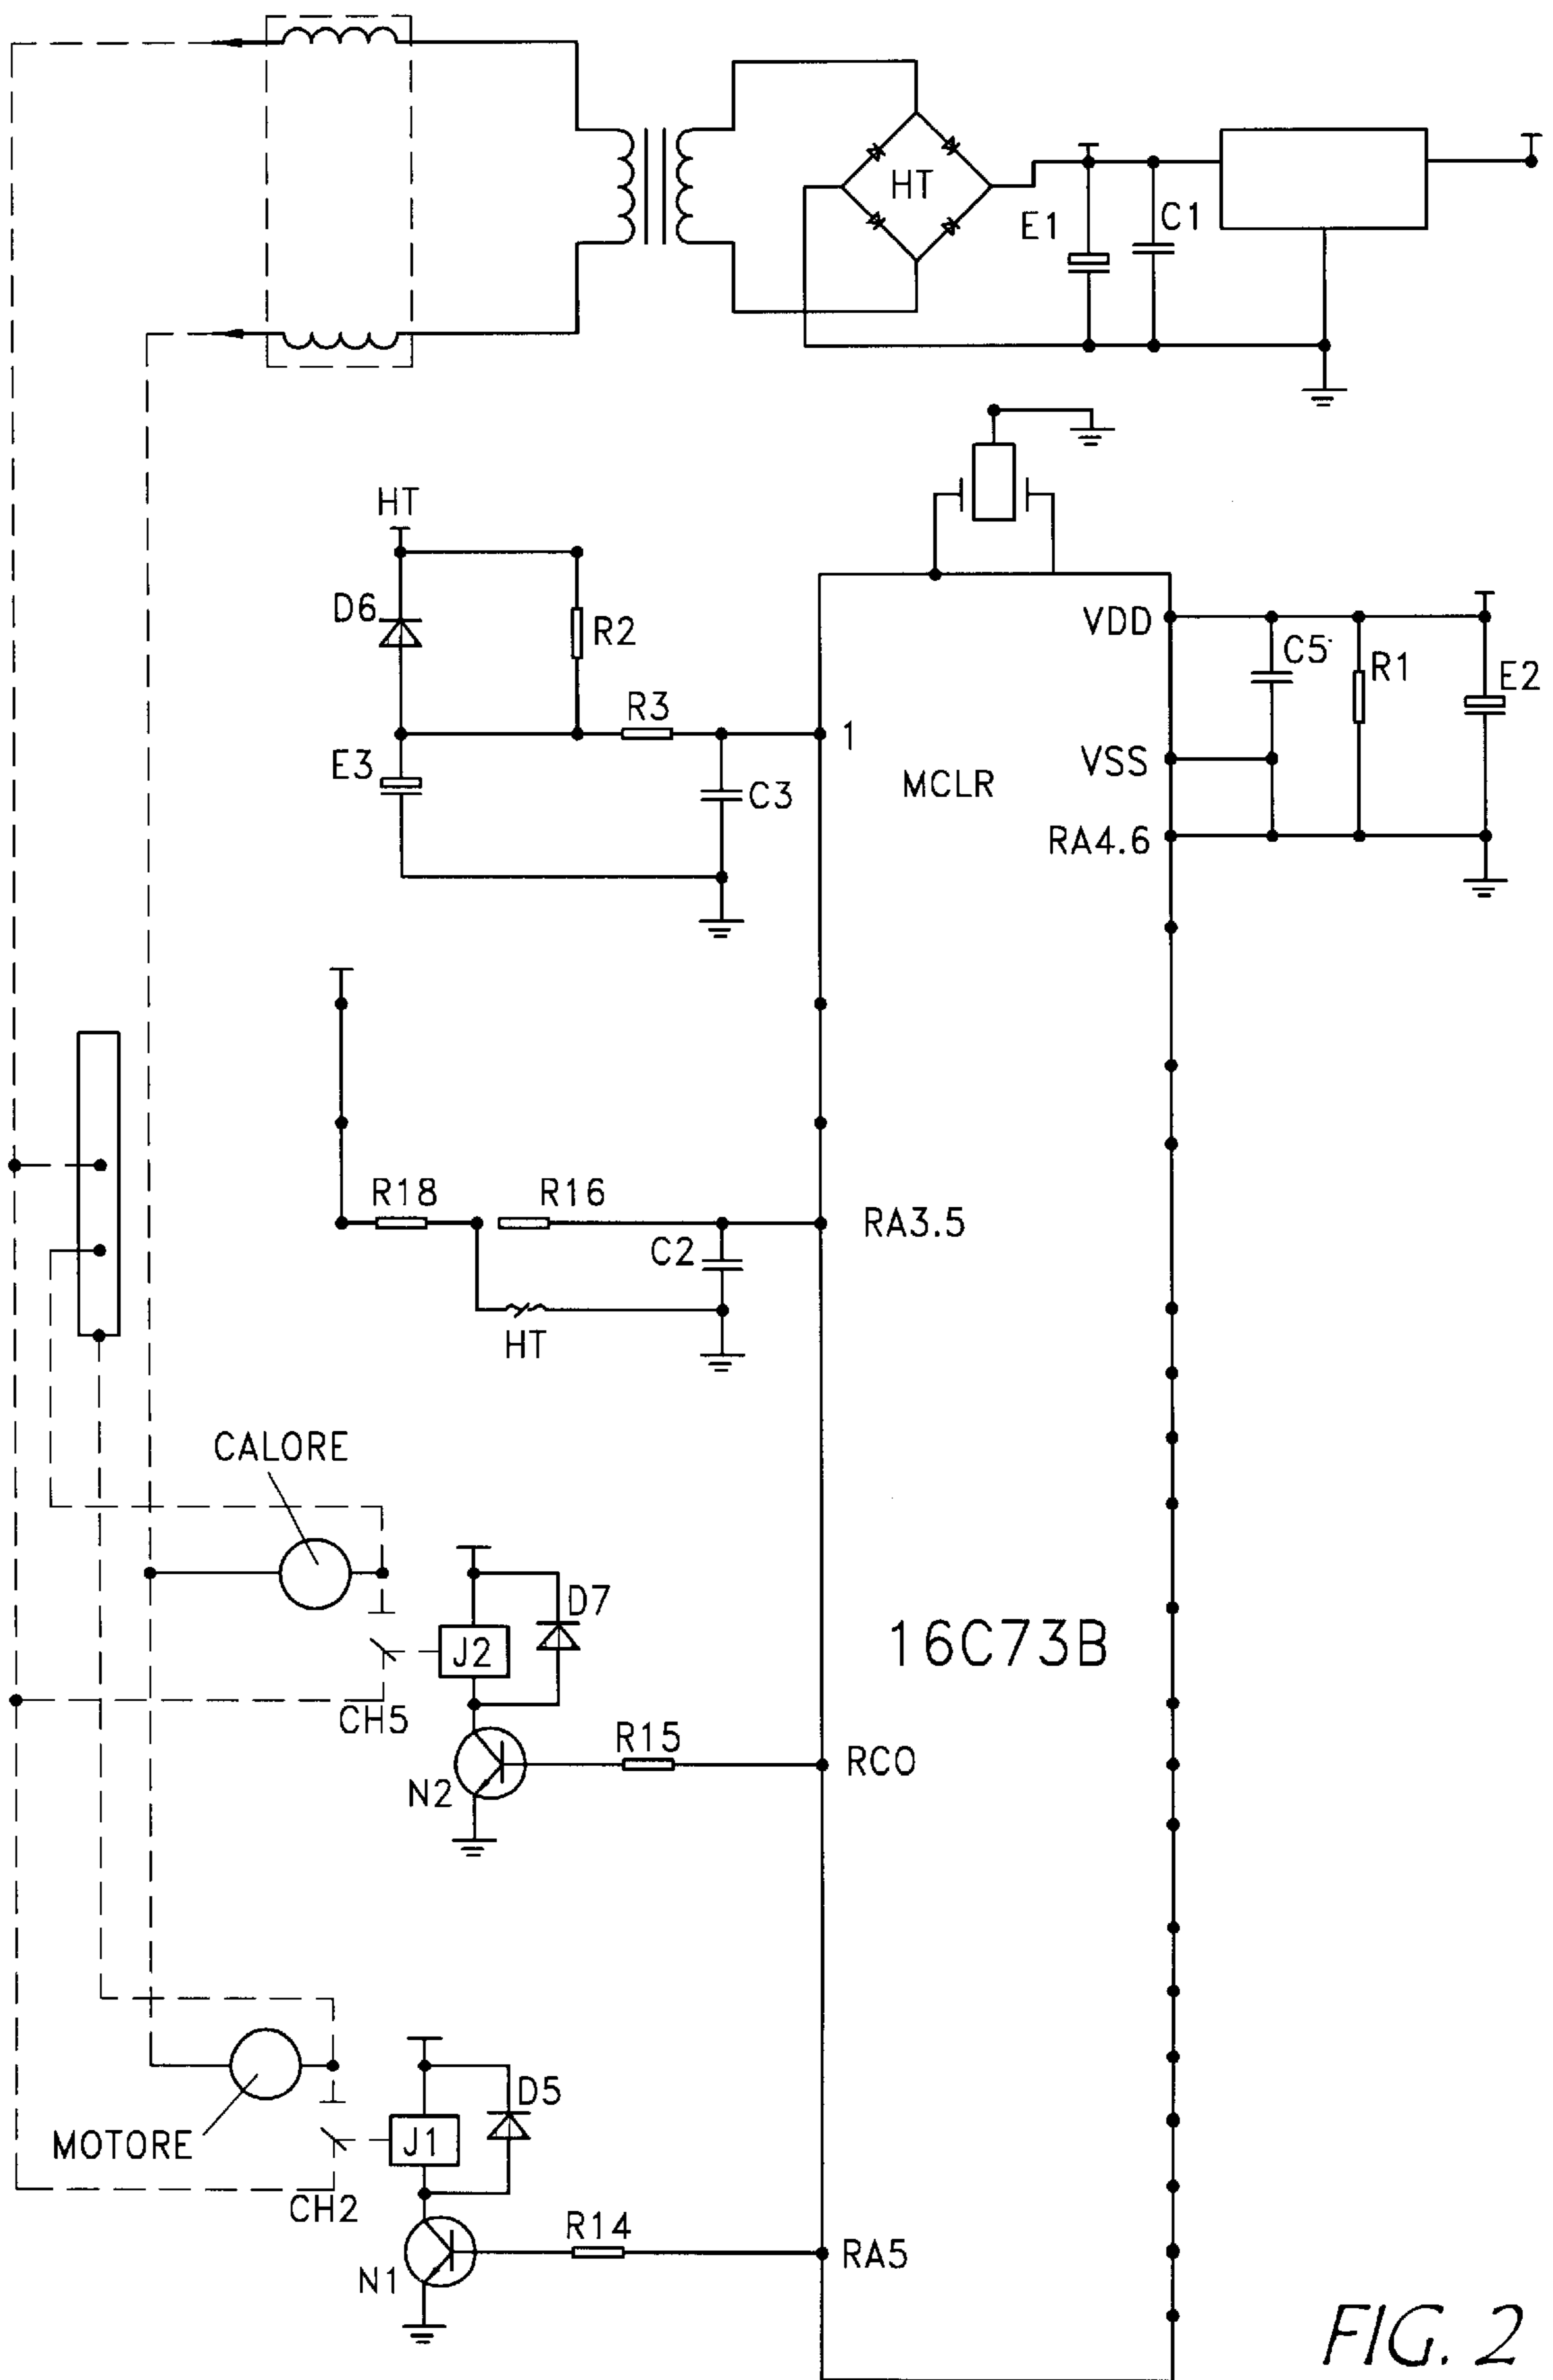 HT
E1
C1
HT
D6
R2
VDD
C5
R1
E2
R3
1
E3
C3
MCLR
VSS
RA4.6
R18
R16
RA3.5
C2
HT
CALORE
D7
J2
16C73B
CH5
R15
RCO
N2
D5
J1
MOTORE
CH2
R14
RA5
N1
FIG. 2